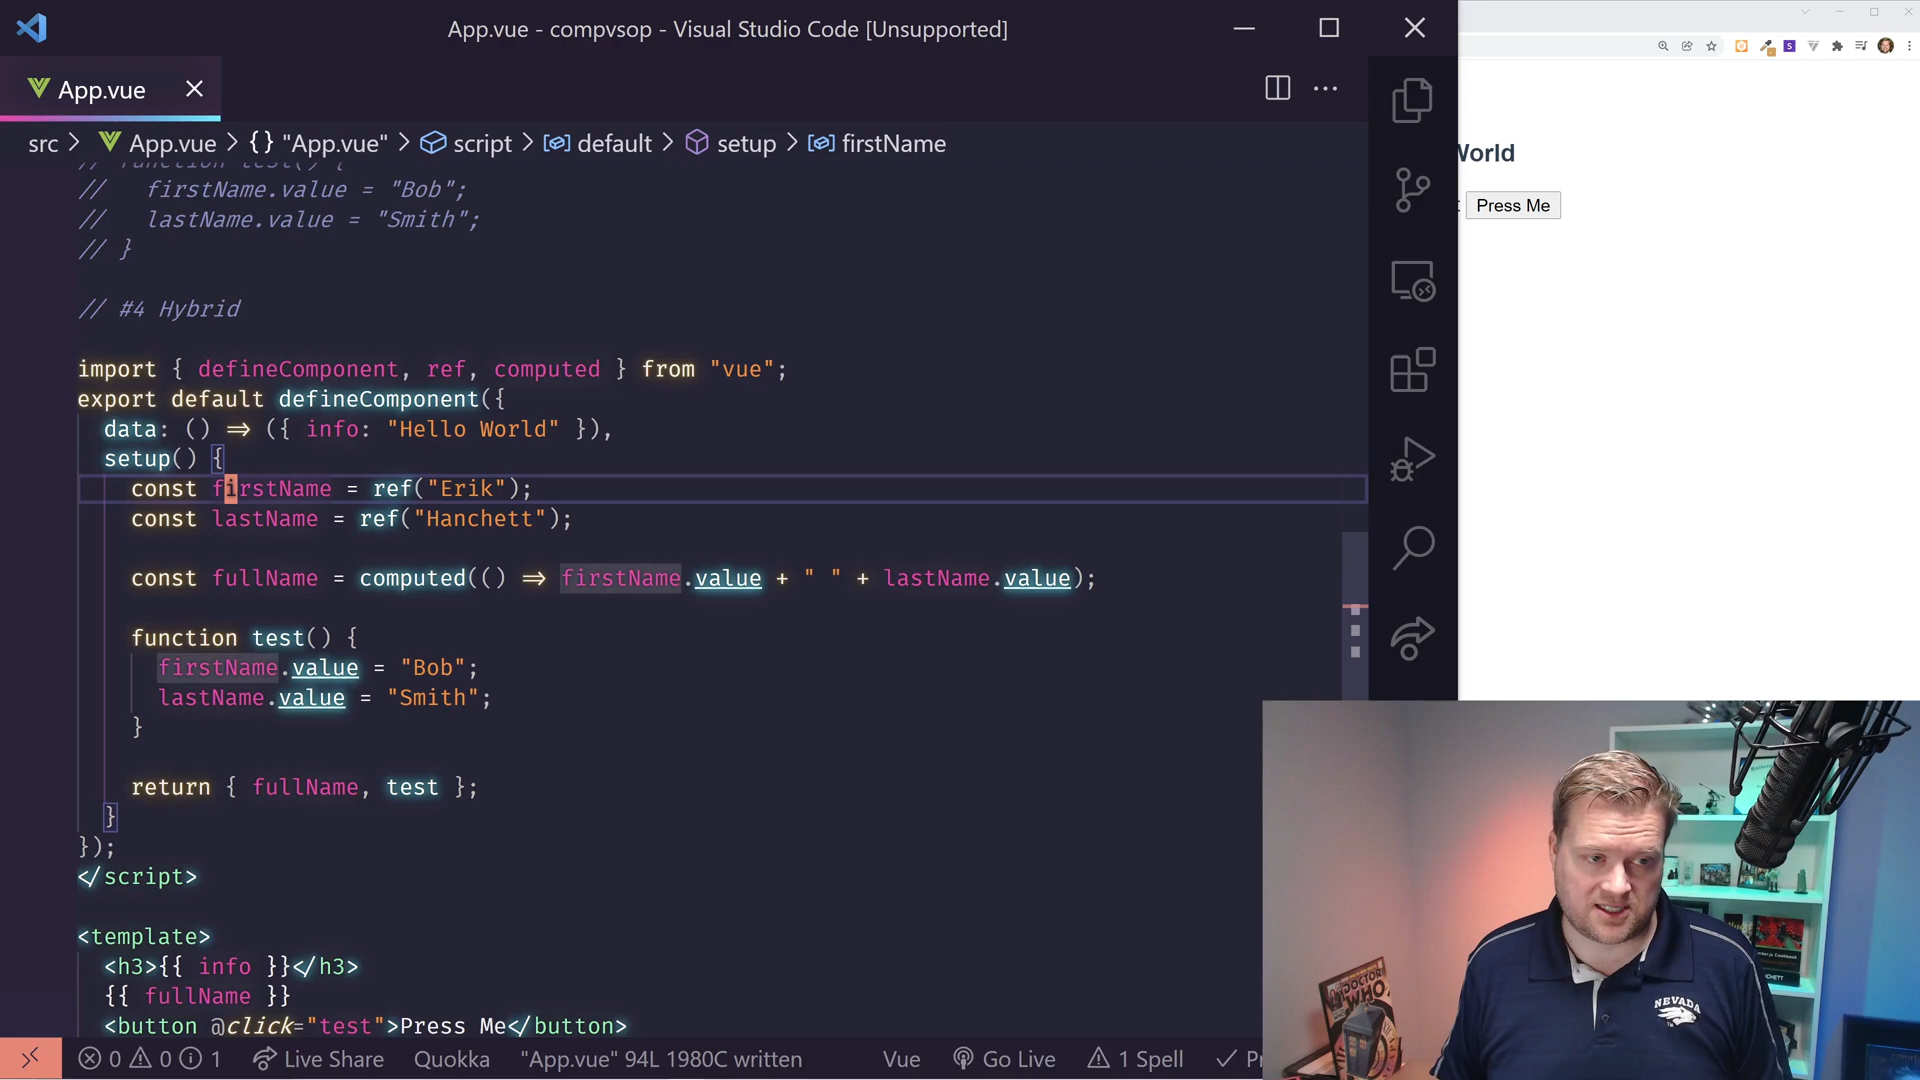 App.vue - compvsop - Visual Studio Code [Unsupported]
App.vue
src > App.vue > {} "App.vue" > script > default > setup > firstName
// function test() {
//   firstName.value = "Bob";
//   lastName.value = "Smith";
// }
// #4 Hybrid
import { defineComponent, ref, computed } from "vue";
export default defineComponent({
data: () => ({ info: "Hello World" }),
setup() {
const firstName = ref("Erik");
const lastName = ref("Hanchett");
const fullName = computed(() => firstName.value + " " + lastName.value);
function test() {
firstName.value = "Bob";
lastName.value = "Smith";
}
return { fullName, test };
}
});
</script>
<template>
<h3>{{ info }}</h3>
{{ fullName }}
<button @click="test">Press Me</button>
0 0 1 Live Share Quokka "App.vue" 94L 1980C written Vue Go Live 1 Spell
World
Press Me
DOCTOR WHO
NEVADA